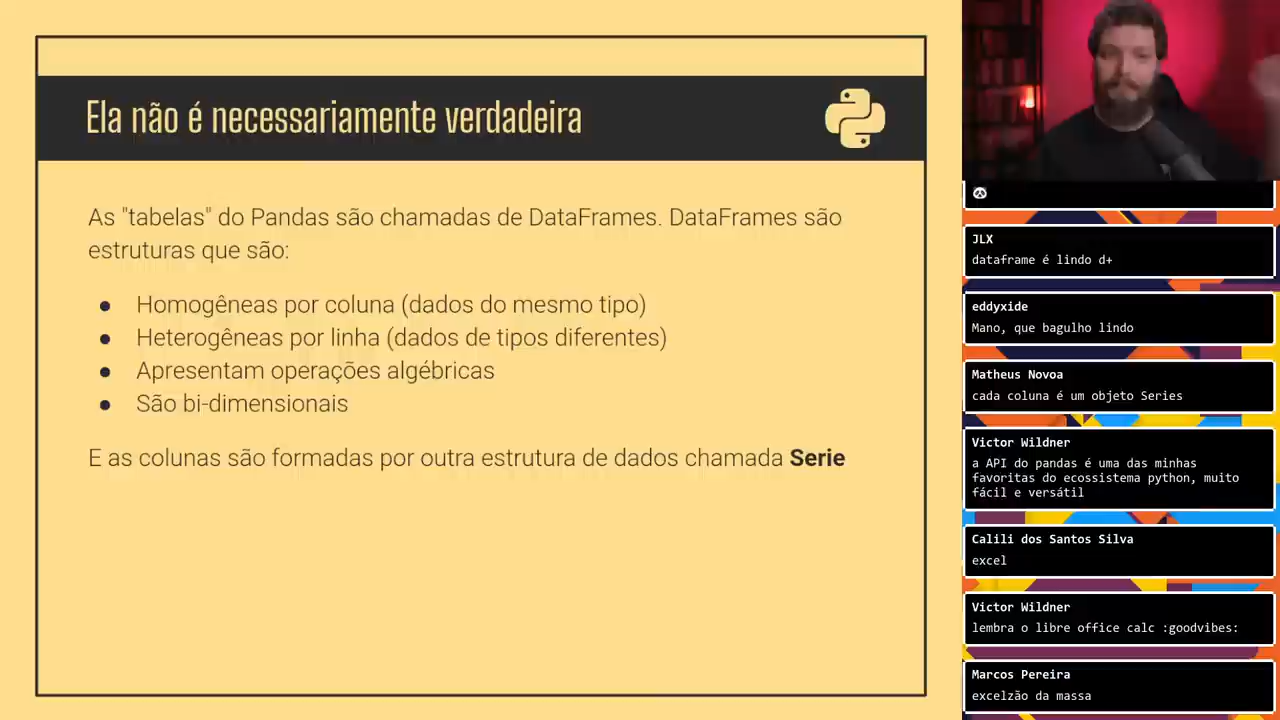 Ela não é necessariamente verdadeira
As "tabelas" do Pandas são chamadas de DataFrames. DataFrames são
estruturas que são:
● Homogêneas por coluna (dados do mesmo tipo)
● Heterogêneas por linha (dados de tipos diferentes)
● Apresentam operações algébricas
● São bi-dimensionais
E as colunas são formadas por outra estrutura de dados chamada Serie
🐼
JLX
dataframe é lindo d+
eddyxide
Mano, que bagulho lindo
Matheus Novoa
cada coluna é um objeto Series
Victor Wildner
a API do pandas é uma das minhas
favoritas do ecossistema python, muito
fácil e versátil
Calili dos Santos Silva
excel
Victor Wildner
lembra o libre office calc :goodvibes:
Marcos Pereira
excelzão da massa